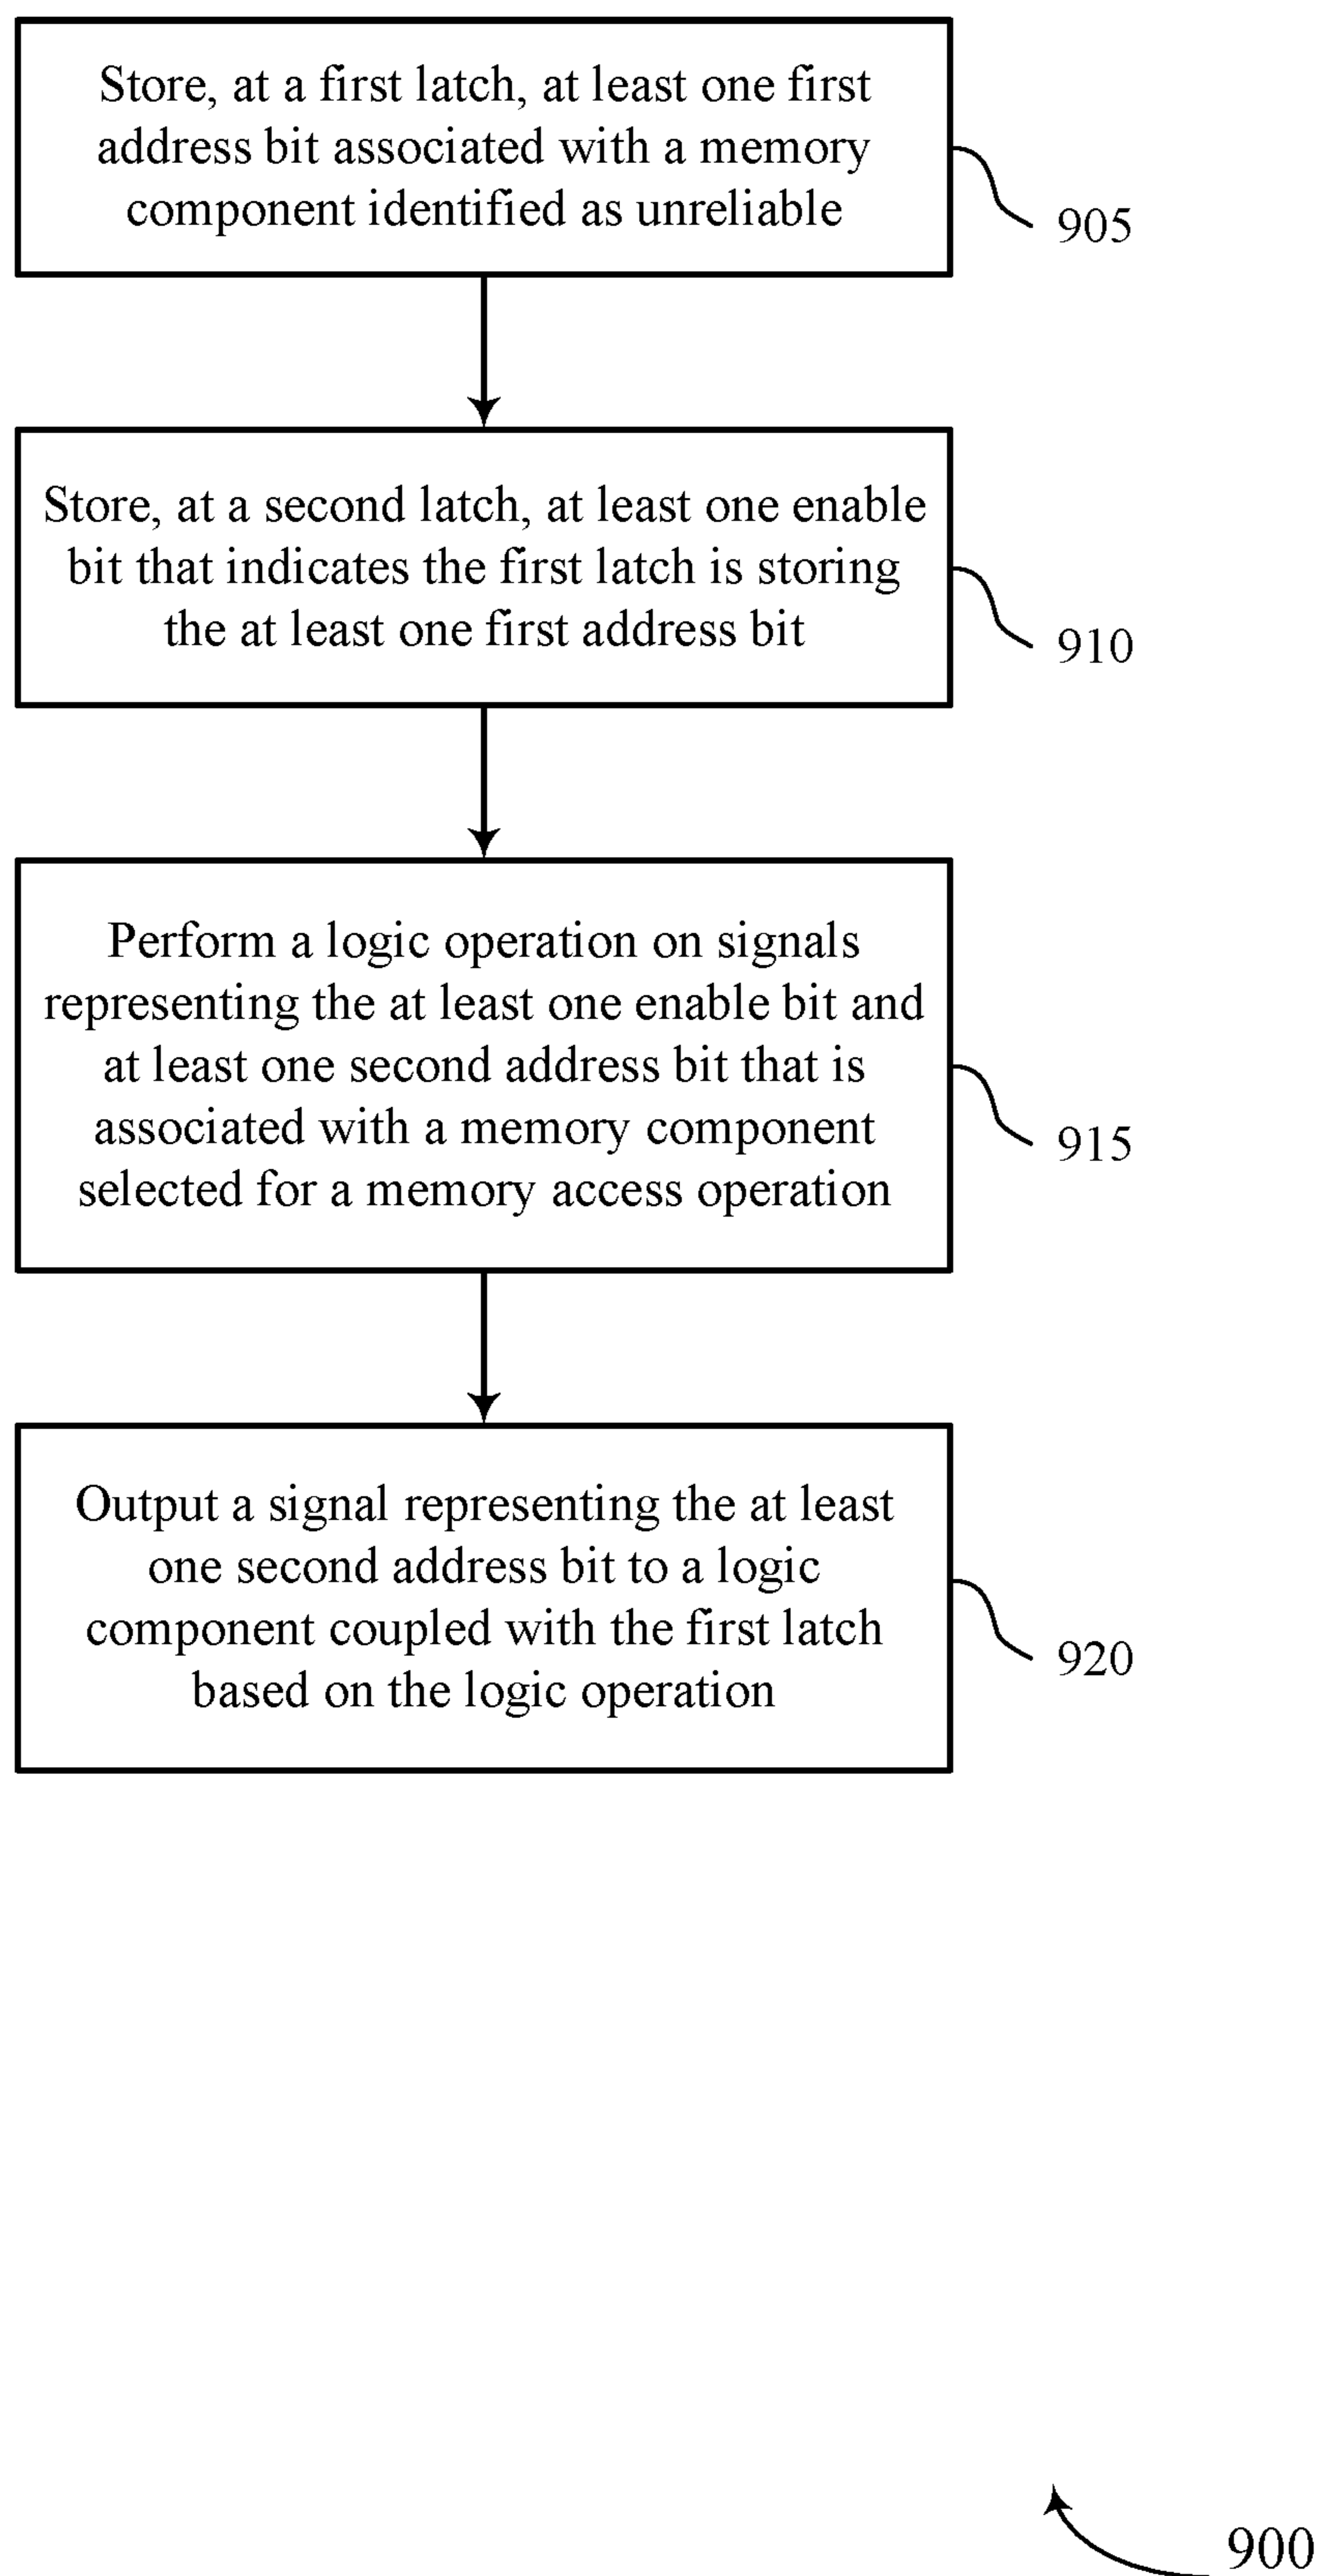 Store, at a first latch, at least one first
address bit associated with a memory
component identified as unreliable
905
Store, at a second latch, at least one enable
bit that indicates the first latch is storing
the at least one first address bit
910
Perform a logic operation on signals
representing the at least one enable bit and
at least one second address bit that is
associated with a memory component
selected for a memory access operation
915
Output a signal representing the at least
one second address bit to a logic
component coupled with the first latch
based on the logic operation
920
900